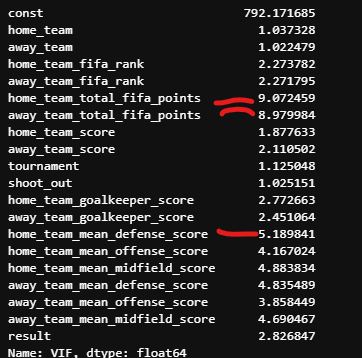 const 792.171685
home_team 1.037328
away_team 1.022479
home_team_fifa_rank 2.273782
away_team_fifa_rank 2.271795
home_team_total_fifa_points 9.072459
away_team_total_fifa_points 8.979984
home_team_score 1.877633
away_team_score 2.110502
tournament 1.125048
shoot_out 1.025151
home_team_goalkeeper_score 2.772663
away_team_goalkeeper_score 2.451064
home_team_mean_defense_score 5.189841
home_team_mean_offense_score 4.167024
home_team_mean_midfield_score 4.883834
away_team_mean_defense_score 4.835489
away_team_mean_offense_score 3.858449
away_team_mean_midfield_score 4.690467
result 2.826847
Name: VIF, dtype: float64